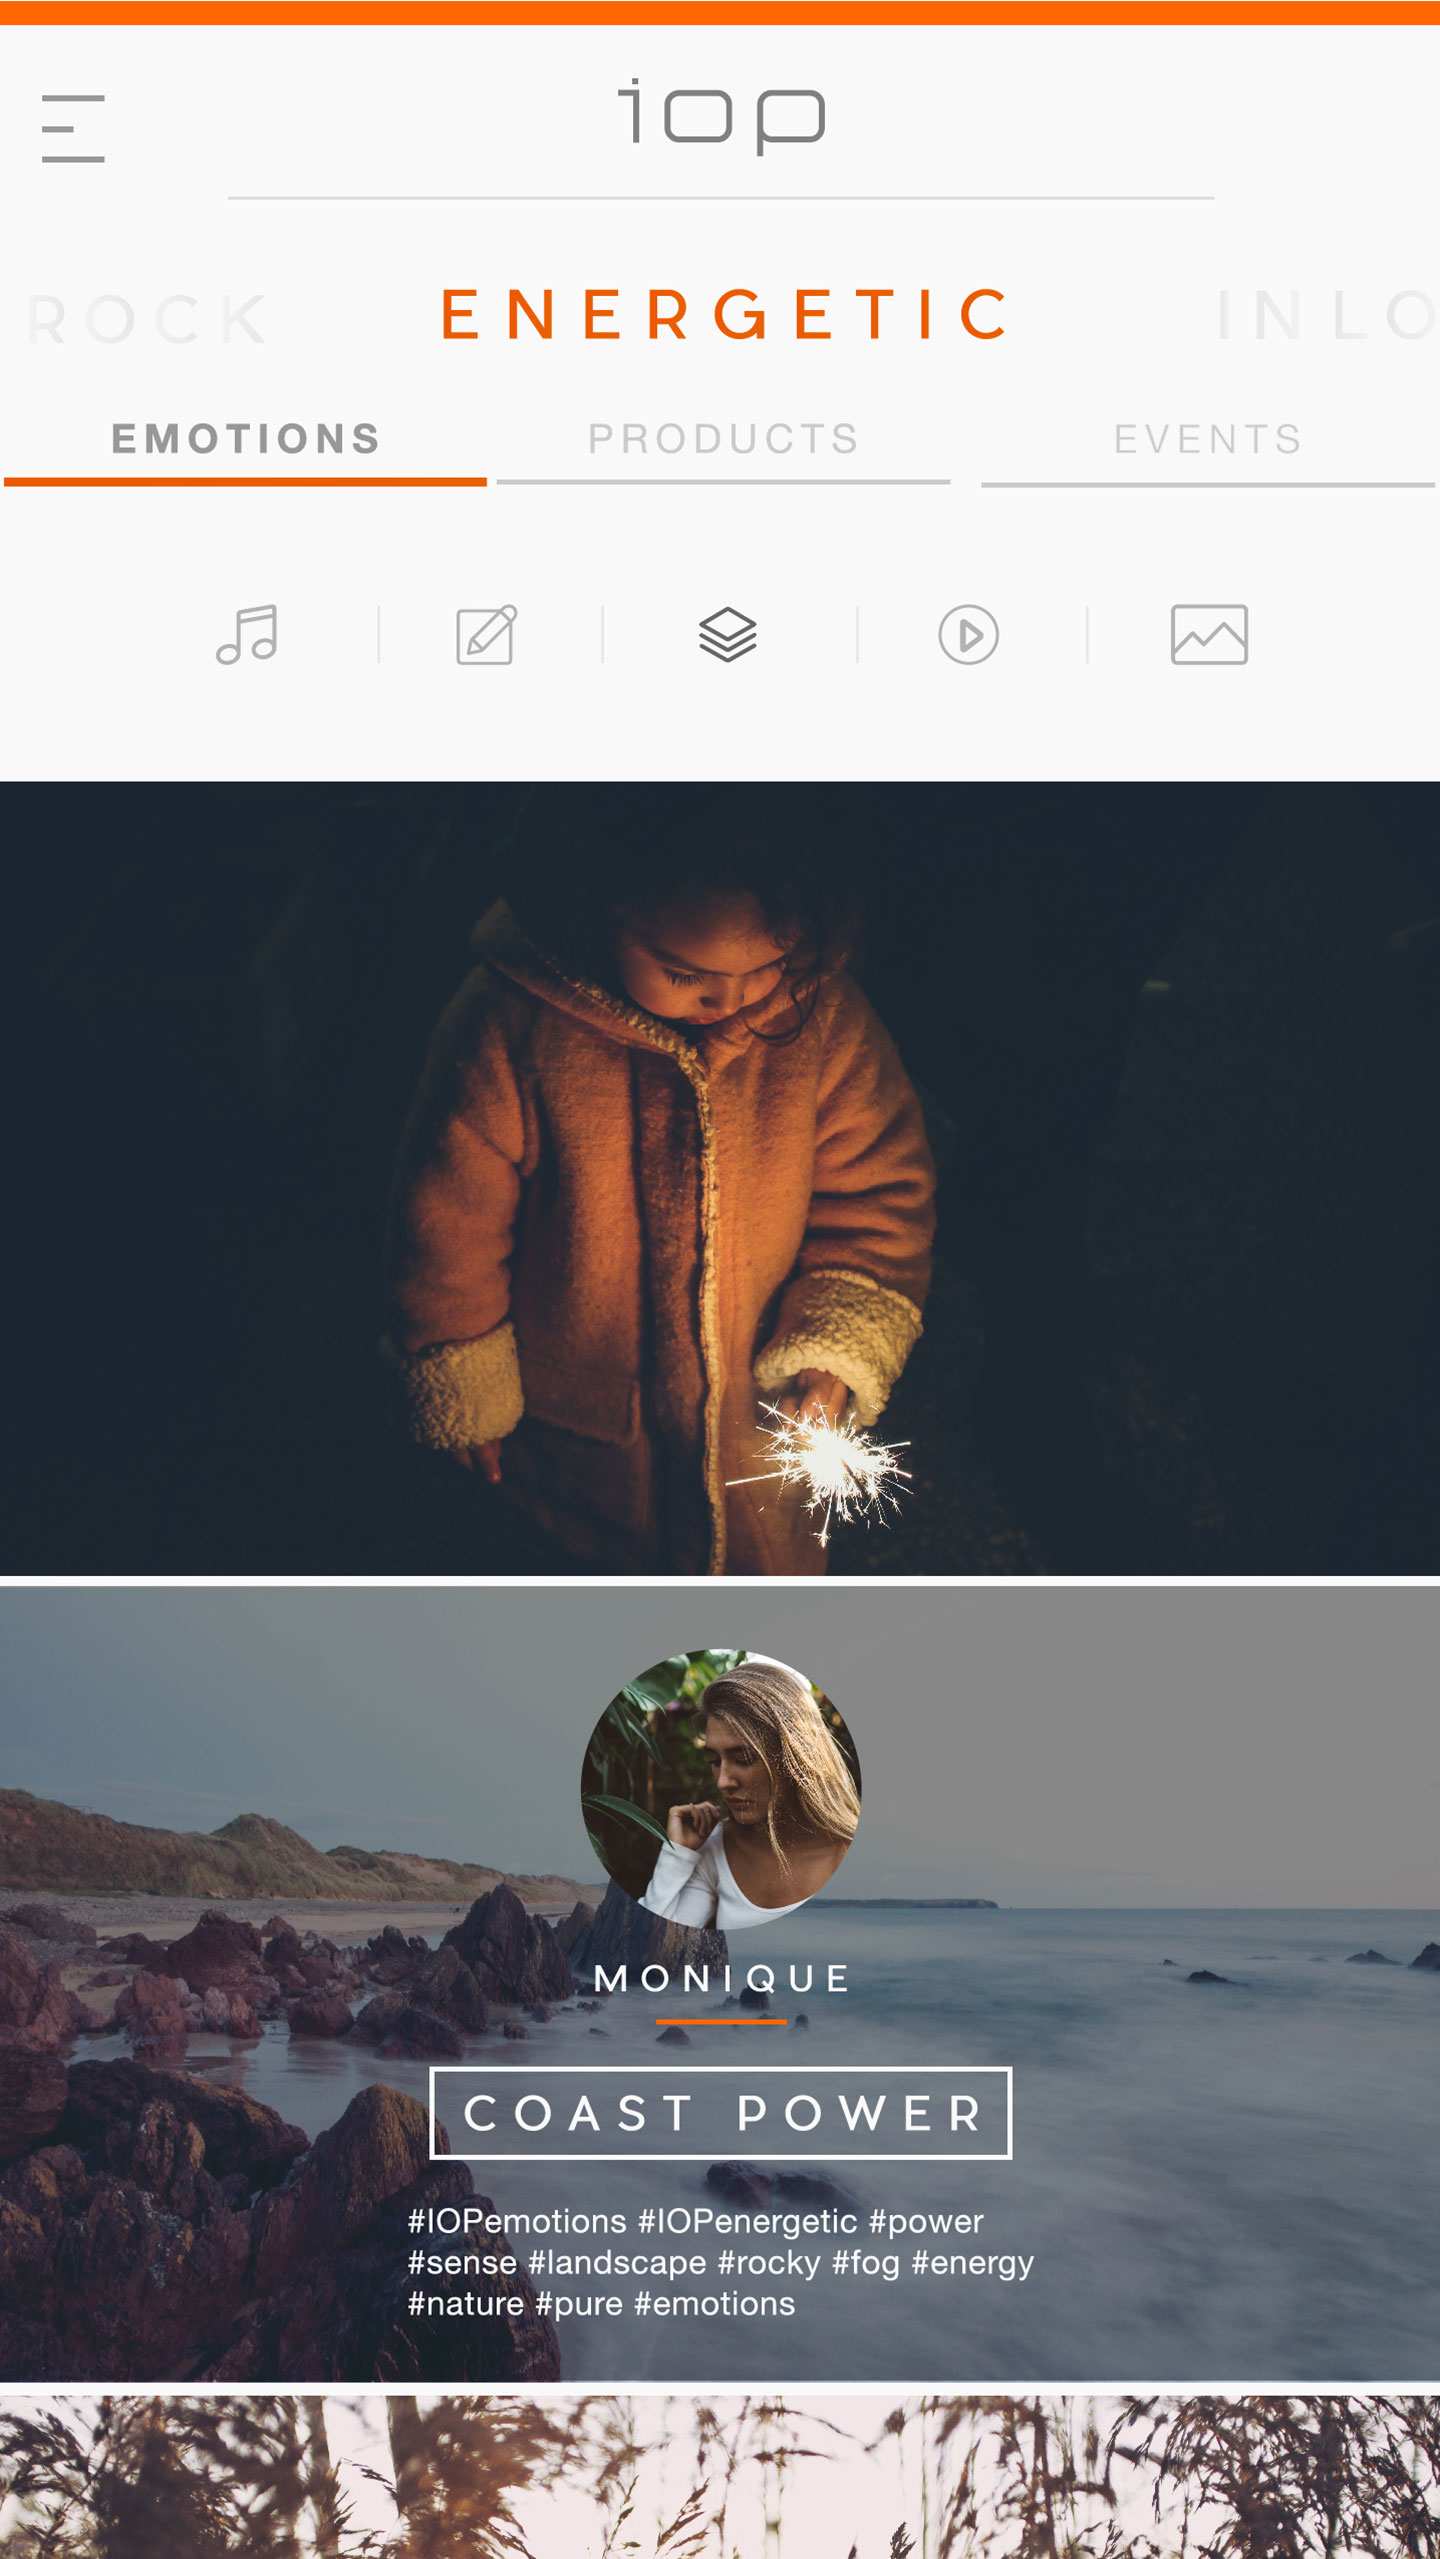 iop
ROCK ENERGETIC INLO
EMOTIONS PRODUCTS EVENTS
MONIQUE
COAST POWER
#IOPemotions #IOPenergetic #power
#sense #landscape #rocky #fog #energy
#nature #pure #emotions